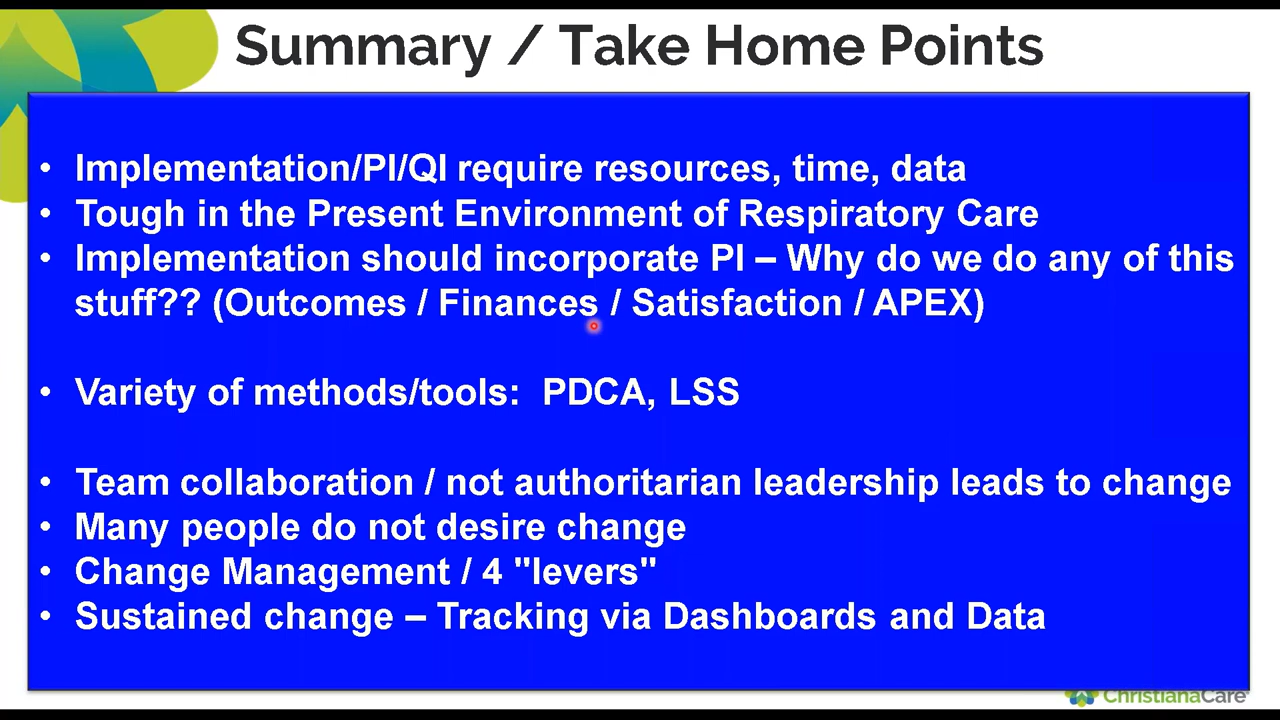 Summary / Take Home Points
• Implementation/PI/QI require resources, time, data
• Tough in the Present Environment of Respiratory Care
• Implementation should incorporate PI – Why do we do any of this
stuff?? (Outcomes / Finances / Satisfaction / APEX)
• Variety of methods/tools:  PDCA, LSS
• Team collaboration / not authoritarian leadership leads to change
• Many people do not desire change
• Change Management / 4 "levers"
• Sustained change – Tracking via Dashboards and Data
ChristianaCare